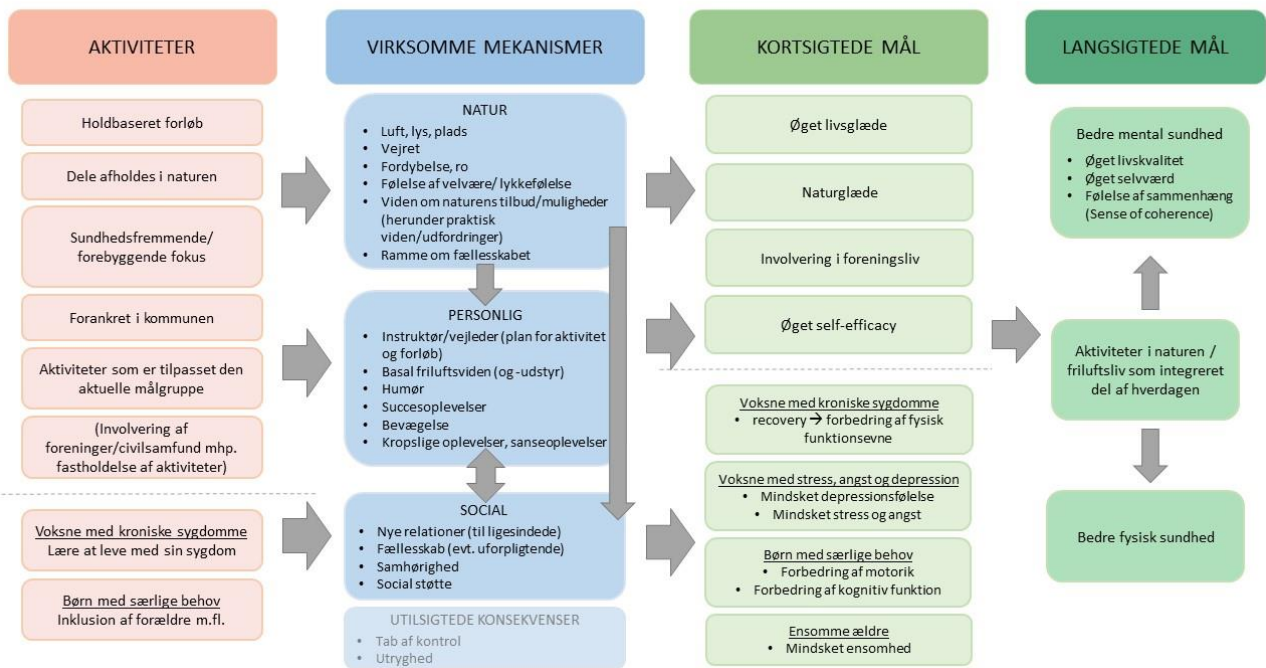 AKTIVITETER
Holdbaseret forløb
Dele afholdes i naturen
Sundhedsfremmende/
forebyggende fokus
Forankret i kommunen
Aktiviteter som er tilpasset den
aktuelle målgruppe
(Involvering af
foreninger/civilsamfund mhp.
fastholdelse af aktiviteter)
Voksne med kroniske sygdomme
Lære at leve med sin sygdom
Børn med særlige behov
Inklusion af forældre m.fl.
VIRKSOMME MEKANISMER
NATUR
• Luft, lys, plads
• Vejret
• Fordybelse, ro
• Følelse af velvære/ lykkefølelse
• Viden om naturens tilbud/muligheder
(herunder praktisk
viden/udfordringer)
• Ramme om fællesskabet
PERSONLIG
• Instruktør/vejleder (plan for aktivitet
og forløb)
• Basal friluftsviden (og -udstyr)
• Humør
• Succesoplevelser
• Bevægelse
• Kropslige oplevelser, sanseoplevelser
SOCIAL
• Nye relationer (til ligesindede)
• Fællesskab (evt. uforpligtende)
• Samhørighed
• Social støtte
UTILSIGTEDE KONSEKVENSER
• Tab af kontrol
• Utryghed
KORTSIGTEDE MÅL
Øget livsglæde
Naturglæde
Involvering i foreningsliv
Øget self-efficacy
Voksne med kroniske sygdomme
• recovery → forbedring af fysisk
funktionsevne
Voksne med stress, angst og depression
• Mindsket depressionsfølelse
• Mindsket stress og angst
Børn med særlige behov
• Forbedring af motorik
• Forbedring af kognitiv funktion
Ensomme ældre
• Mindsket ensomhed
LANGSIGTEDE MÅL
Bedre mental sundhed
• Øget livskvalitet
• Øget selvværd
• Følelse af sammenhæng
(Sense of coherence)
Aktiviteter i naturen /
friluftsliv som integreret
del af hverdagen
Bedre fysisk sundhed